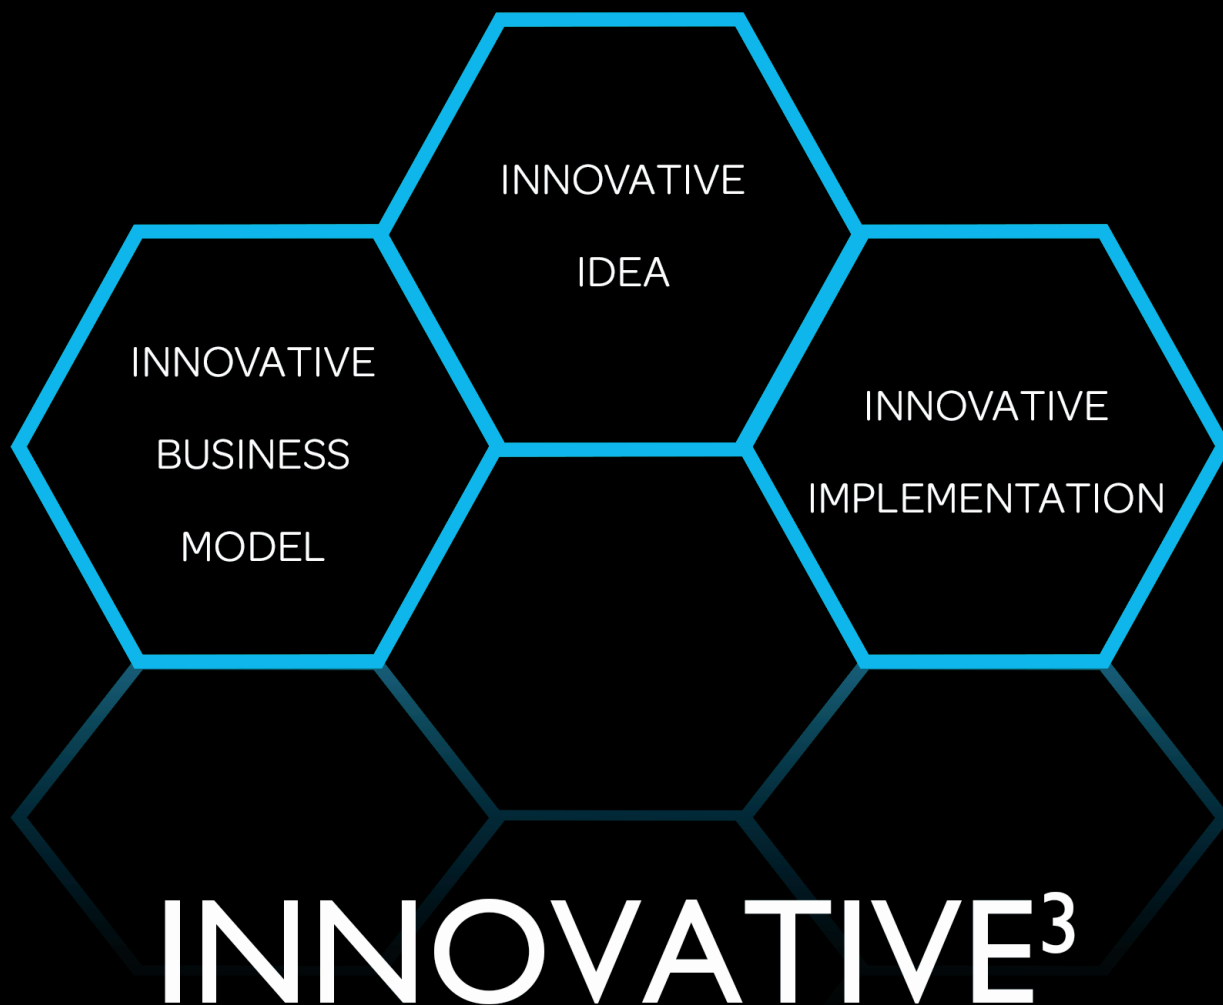 INNOVATIVE
IDEA
INNOVATIVE
BUSINESS
MODEL
INNOVATIVE
IMPLEMENTATION
INNOVATIVE³